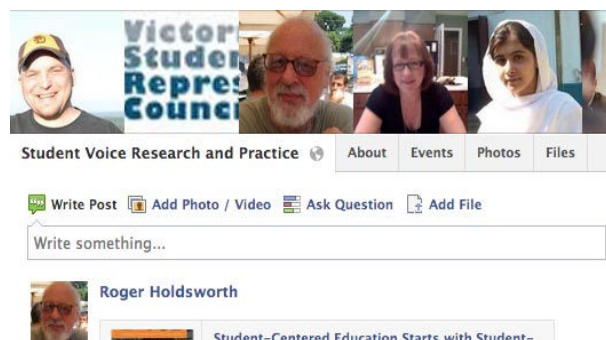 Victor
Studen
Repres
Counci
Student Voice Research and Practice About Events Photos Files
Write Post Add Photo / Video Ask Question Add File
Write something...
Roger Holdsworth
Student-Centered Education Starts with Student-